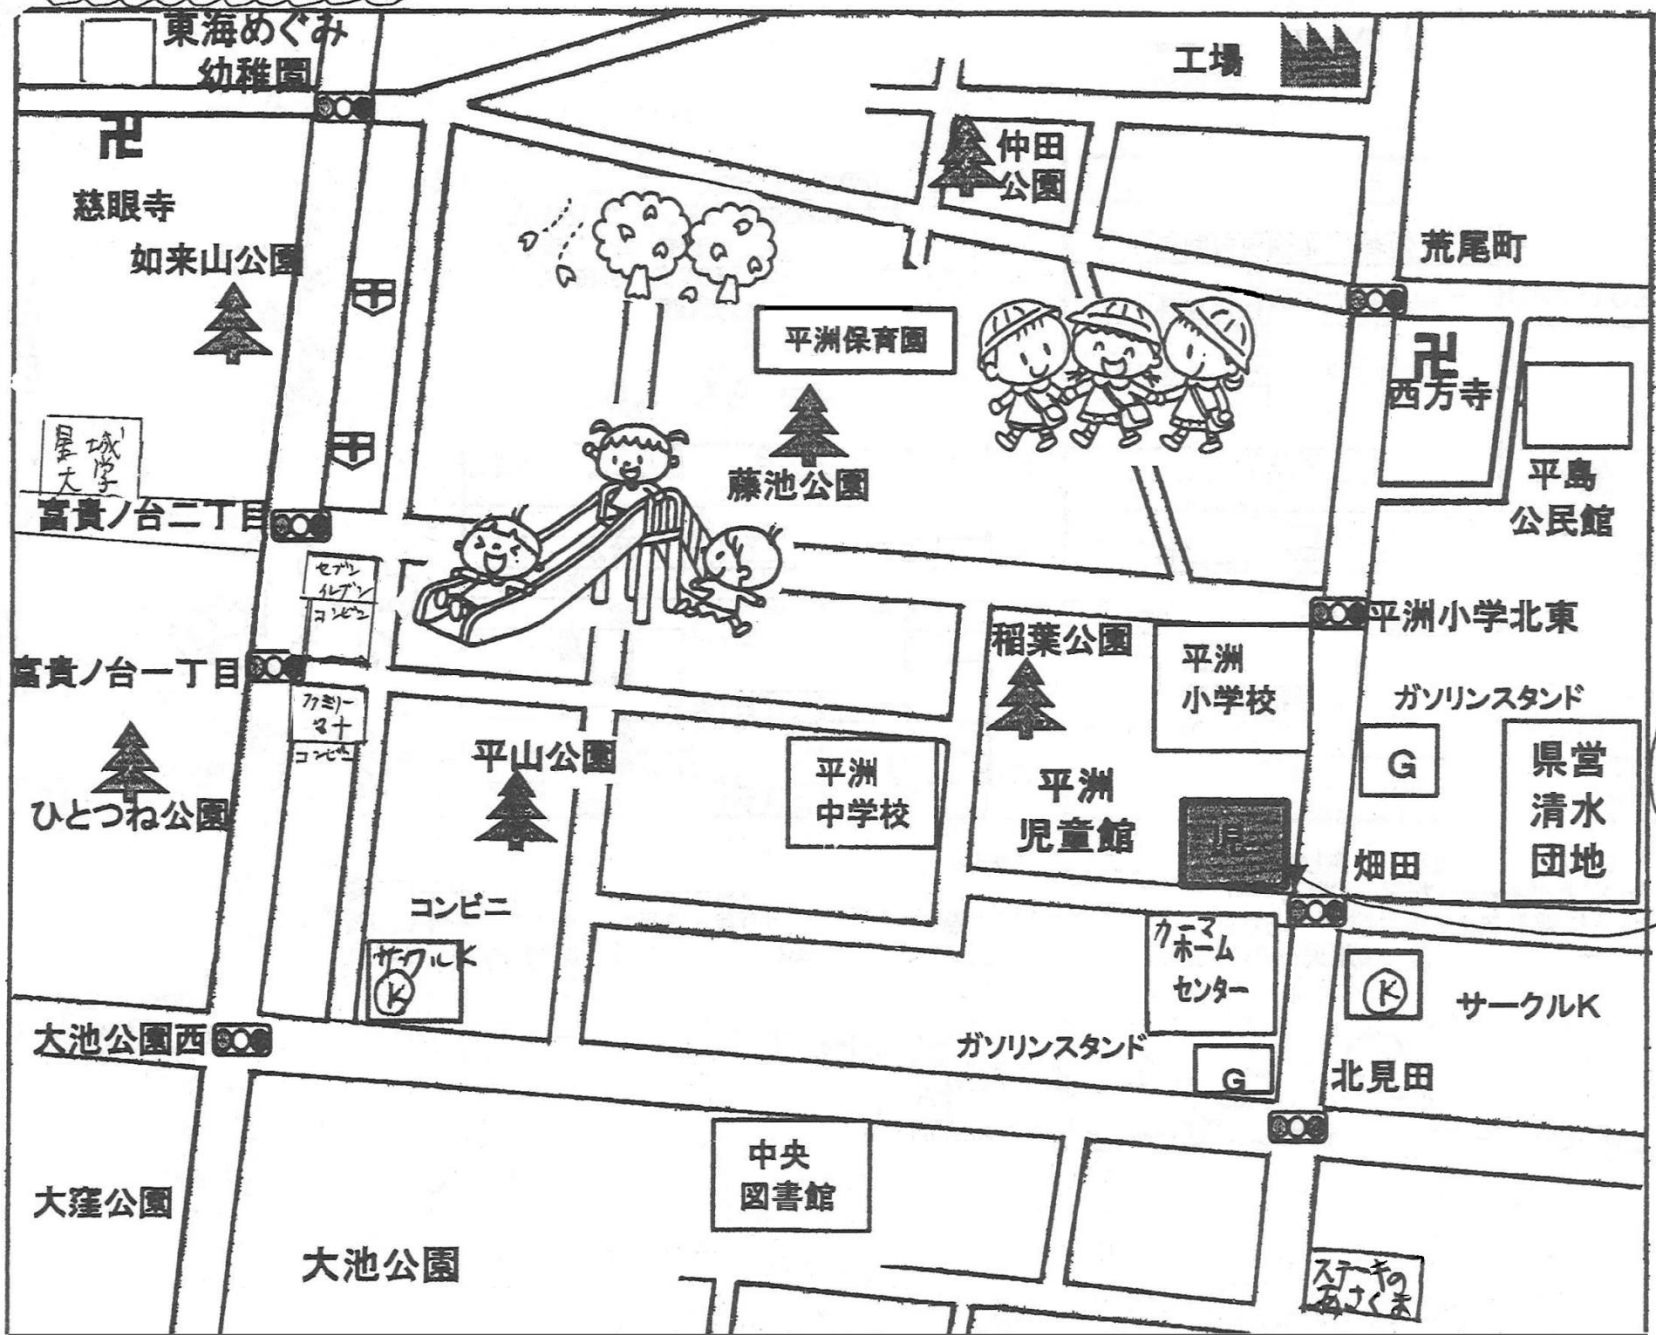 東海めぐみ
幼稚園
工場
卍
慈眼寺
仲田
公園
如来山公園
荒尾町
平洲保育園
卍
西方寺
星城
大学
藤池公園
平島
公民館
富貴ノ台二丁目
セブン
イレブン
コンビニ
平洲小学北東
稲葉公園
平洲
小学校
富貴ノ台一丁目
ガソリンスタンド
G
ファミリー
マート
コンビニ
県営
清水
団地
平山公園
平洲
中学校
平洲
児童館
児
ひとつね公園
畑田
コンビニ
サークルK
K
カーマ
ホーム
センター
K
サークルK
大池公園西
ガソリンスタンド
G
北見田
中央
図書館
大窪公園
大池公園
ステーキの
あさくま